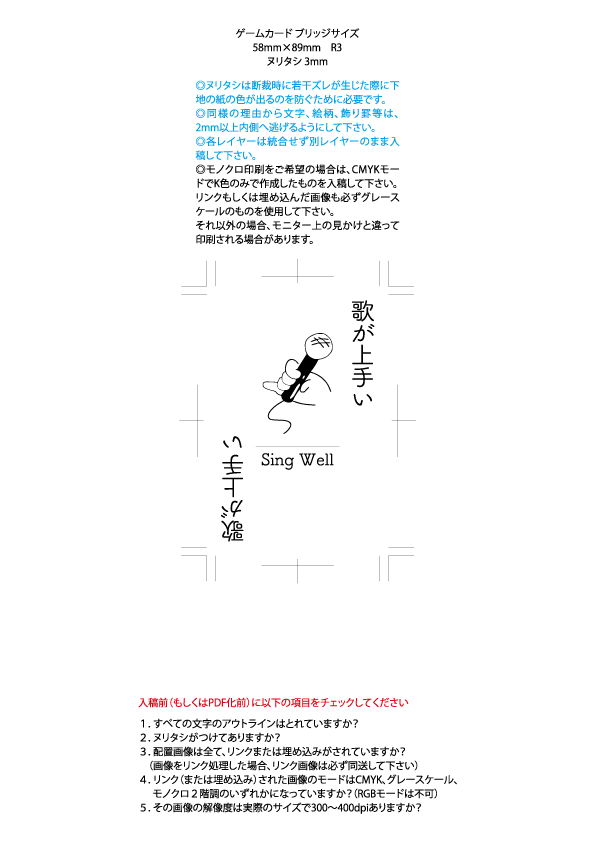 ゲームカード ブリッジサイズ
58mm×89mm　R3
ヌリタシ 3mm
◎ヌリタシは断裁時に若干ズレが生じた際に下
地の紙の色が出るのを防ぐために必要です。
◎同様の理由から文字、絵柄、飾り罫等は、
2mm以上内側へ逃げるようにして下さい。
◎各レイヤーは統合せず別レイヤーのまま入
稿して下さい。
◎モノクロ印刷をご希望の場合は、CMYKモー
ドでK色のみで作成したものを入稿して下さい。
リンクもしくは埋め込んだ画像も必ずグレース
ケールのものを使用して下さい。
それ以外の場合、モニター上の見かけと違って
印刷される場合があります。
歌が上手い
Sing Well
歌が上手い
入稿前（もしくはPDF化前）に以下の項目をチェックしてください
１．すべての文字のアウトラインはとれていますか？
２．ヌリタシがつけてありますか？
３．配置画像は全て、リンクまたは埋め込みがされていますか？
（画像をリンク処理した場合、リンク画像は必ず同送して下さい）
４．リンク（または埋め込み）された画像のモードはCMYK、グレースケール、
モノクロ２階調のいずれかになっていますか？（RGBモードは不可）
５．その画像の解像度は実際のサイズで300～400dpiありますか？